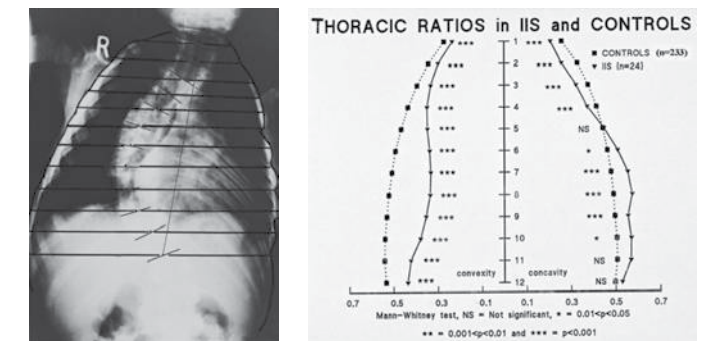 R
THORACIC RATIOS in IIS and CONTROLS
CONTROLS (n=233)
IIS (n=24)
*** 1 ***
*** 2 ***
*** 3 ***
*** 4 ***
*** 5 NS
*** 6 *
*** 7 ***
*** 8 ***
*** 9 ***
*** 10 *
*** 11 NS
*** 12 NS
convexity concavity
0.7 0.5 0.3 0.1 0.1 0.3 0.5 0.7
Mann-Whitney test, NS = Not significant, * = 0.01<p<0.05
** = 0.001<p<0.01 and *** = p<0.001